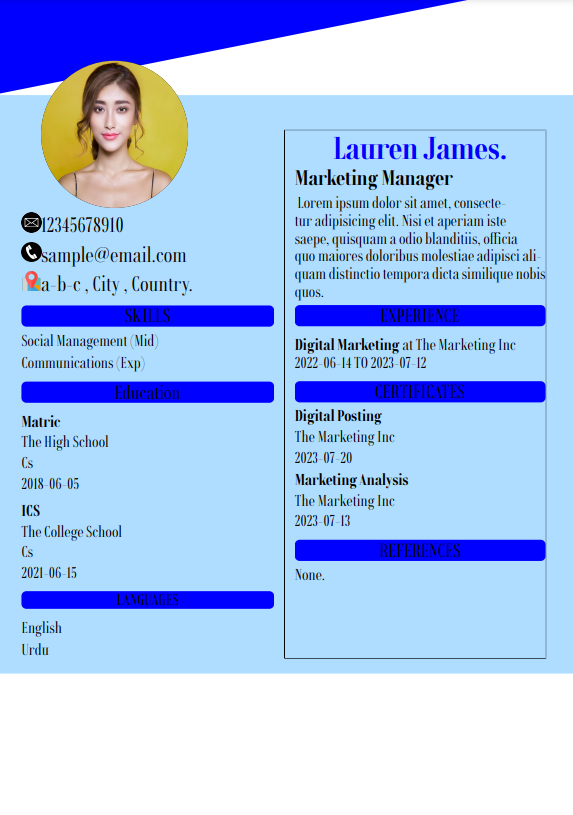 12345678910
sample@email.com
a-b-c , City , Country.
SKILLS
Social Management (Mid)
Communications (Exp)
Education
Matric
The High School
Cs
2018-06-05
ICS
The College School
Cs
2021-06-15
LANGUAGES
English
Urdu
Lauren James.
Marketing Manager
Lorem ipsum dolor sit amet, consecte-
tur adipisicing elit. Nisi et aperiam iste
saepe, quisquam a odio blanditiis, officia
quo maiores doloribus molestiae adipisci ali-
quam distinctio tempora dicta similique nobis
quos.
EXPERIENCE
Digital Marketing at The Marketing Inc
2022-06-14 TO 2023-07-12
CERTIFICATES
Digital Posting
The Marketing Inc
2023-07-20
Marketing Analysis
The Marketing Inc
2023-07-13
REFERENCES
None.